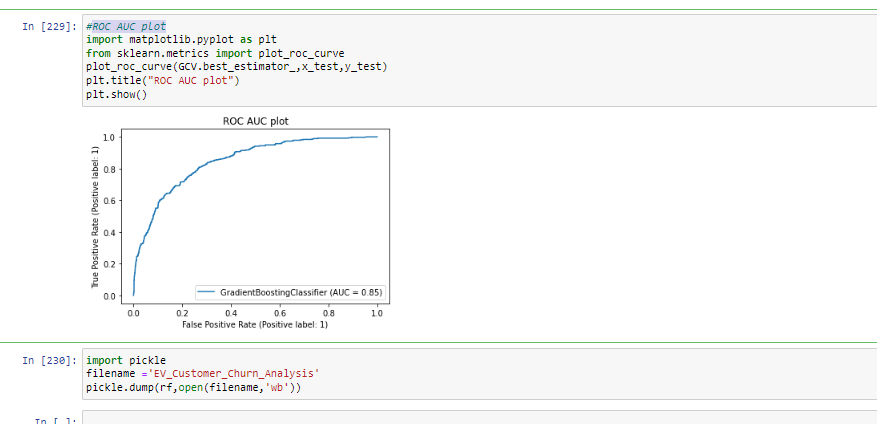 In [229]: #ROC AUC plot
import matplotlib.pyplot as plt
from sklearn.metrics import plot_roc_curve
plot_roc_curve(GCV.best_estimator_,x_test,y_test)
plt.title("ROC AUC plot")
plt.show()
ROC AUC plot
1.0
0.8
0.6
0.4
0.2
0.0
True Positive Rate (Positive label: 1)
GradientBoostingClassifier (AUC = 0.85)
0.0 0.2 0.4 0.6 0.8 1.0
False Positive Rate (Positive label: 1)
In [230]: import pickle
filename ='EV_Customer_Churn_Analysis'
pickle.dump(rf,open(filename,'wb'))
In [ ]: